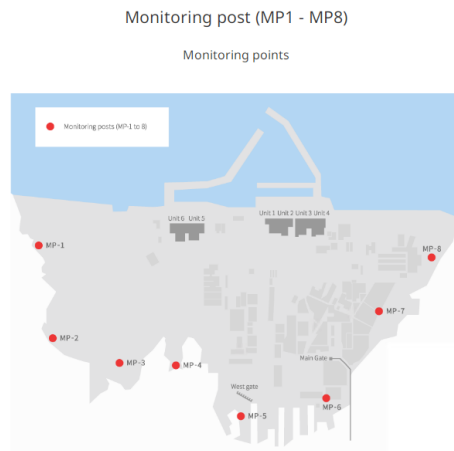 Monitoring post (MP1 - MP8)
Monitoring points
Monitoring posts (MP-1 to 8)
Unit 6 Unit 5
Unit 1 Unit 2 Unit 3 Unit 4
MP-1
MP-8
MP-7
MP-2
Main Gate
MP-3
MP-4
West gate
MP-6
MP-5